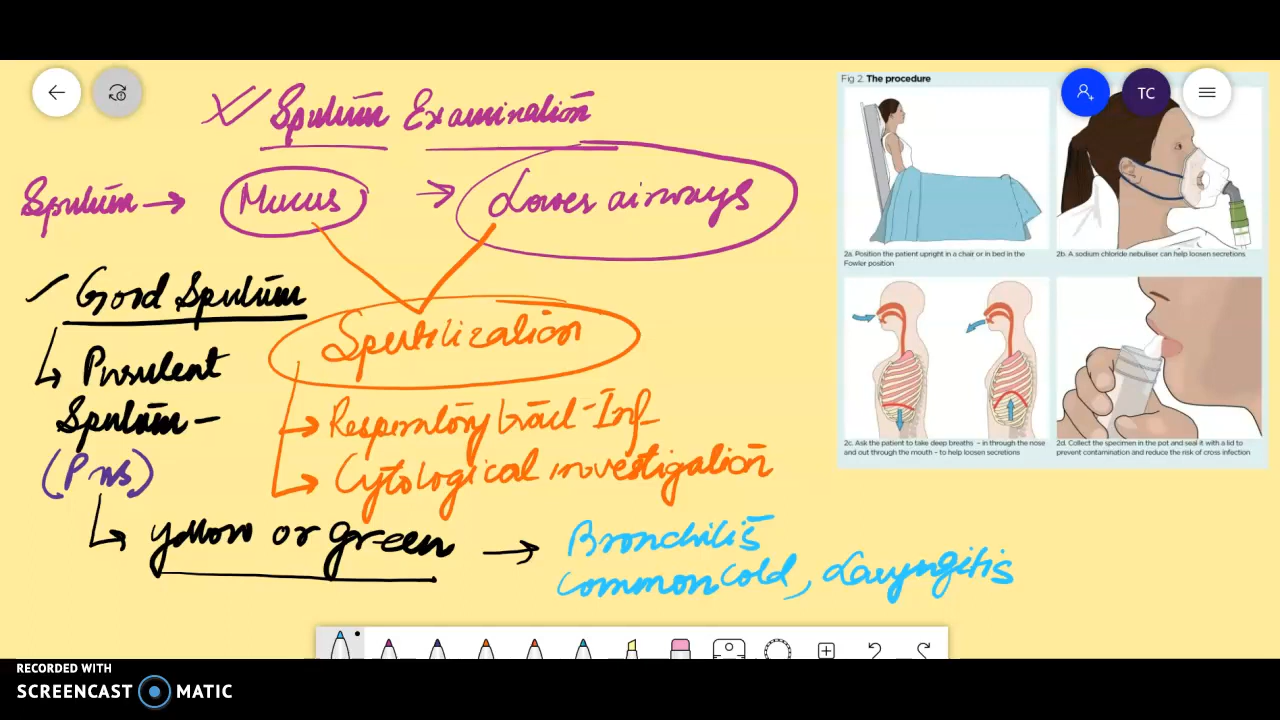 Sputum Examination
Sputum → Mucus → Lower airways
Good Sputum
Sputilization
↳ Purulent
Sputum -
(Pus)
→ Respiratory tract - Inf
→ Cytological investigation
↳ yellow or green → Bronchitis
Common Cold, Laryngitis
Fig 2. The procedure
TC
2a. Position the patient upright in a chair or in bed in the
Fowler position
2b. A sodium chloride nebuliser can help loosen secretions
2c. Ask the patient to take deep breaths – in through the nose
and out through the mouth – to help loosen secretions
2d. Collect the specimen in the pot and seal it with a lid to
prevent contamination and reduce the risk of cross infection
RECORDED WITH
SCREENCAST MATIC